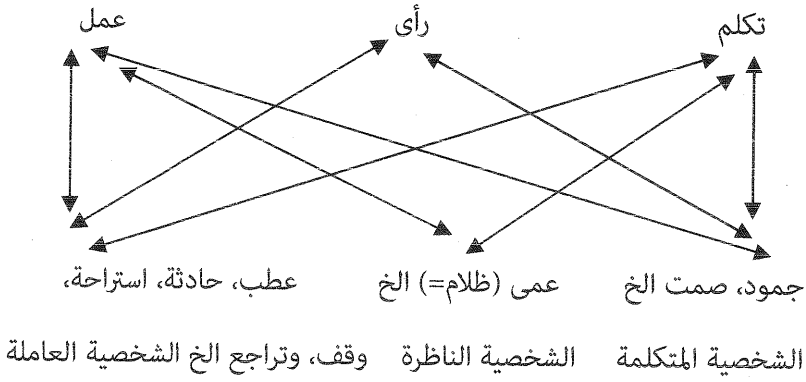 تكلم رأى عمل
جمود، صمت الخ عمى (ظلام=) الخ عطب، حادثة، استراحة،
الشخصية المتكلمة الشخصية الناظرة وقف، وتراجع الخ الشخصية العاملة